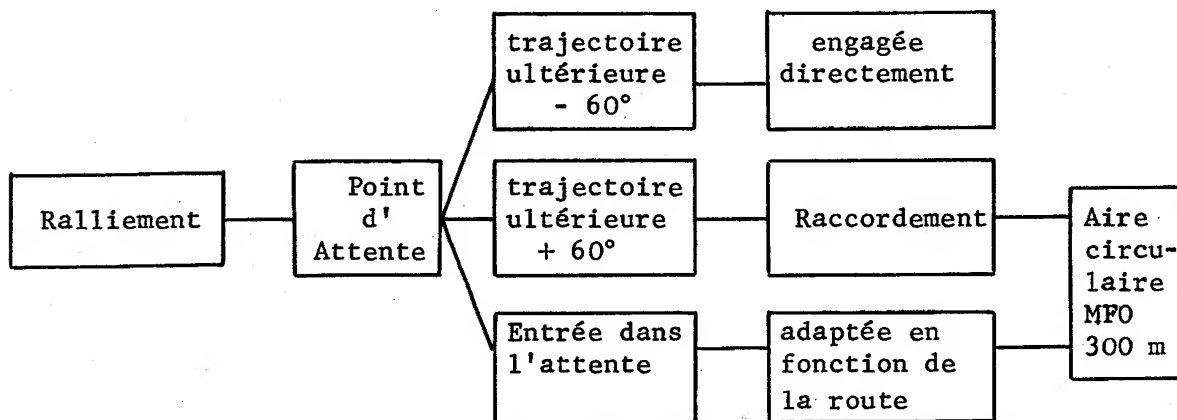 Ralliement
Point
d'
Attente
trajectoire
ultérieure
- 60°
engagée
directement
trajectoire
ultérieure
+ 60°
Raccordement
Entrée dans
l'attente
adaptée en
fonction de
la route
Aire
circu-
laire
MFO
300 m